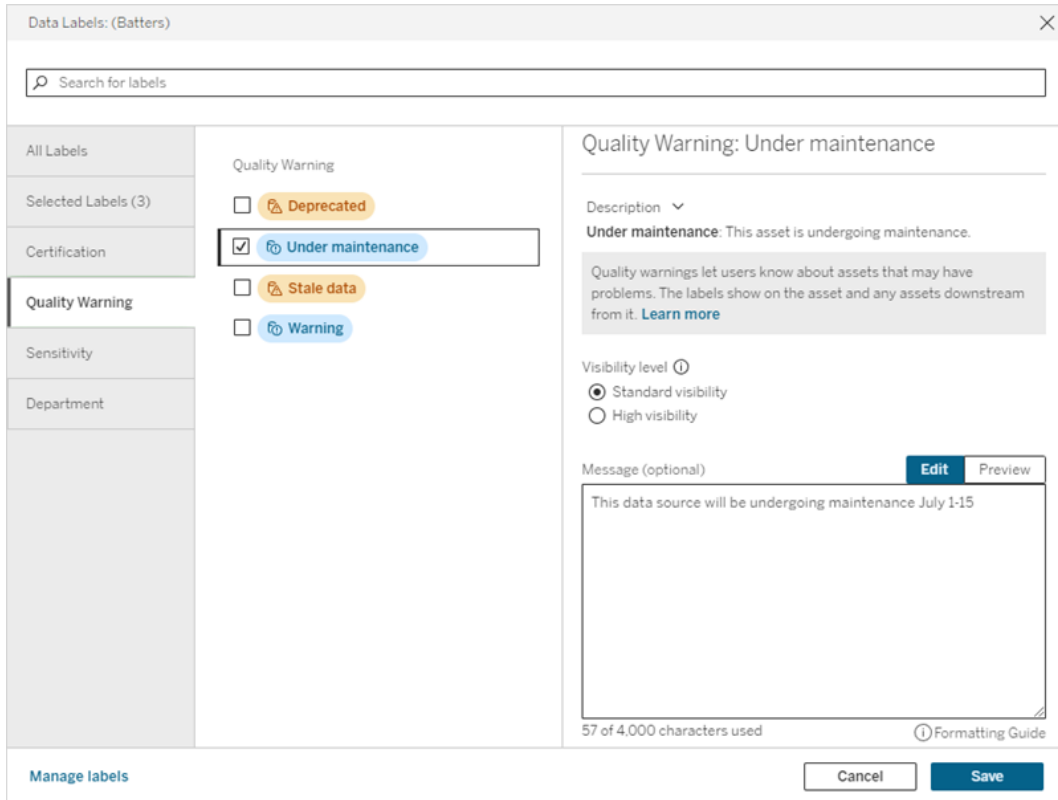 Data Labels: (Batters)
Search for labels
All Labels
Selected Labels (3)
Certification
Quality Warning
Sensitivity
Department
Quality Warning
Deprecated
Under maintenance
Stale data
Warning
Quality Warning: Under maintenance
Description
Under maintenance: This asset is undergoing maintenance.
Quality warnings let users know about assets that may have
problems. The labels show on the asset and any assets downstream
from it. Learn more
Visibility level
Standard visibility
High visibility
Message (optional)
Edit
Preview
This data source will be undergoing maintenance July 1-15
57 of 4,000 characters used
Formatting Guide
Manage labels
Cancel
Save